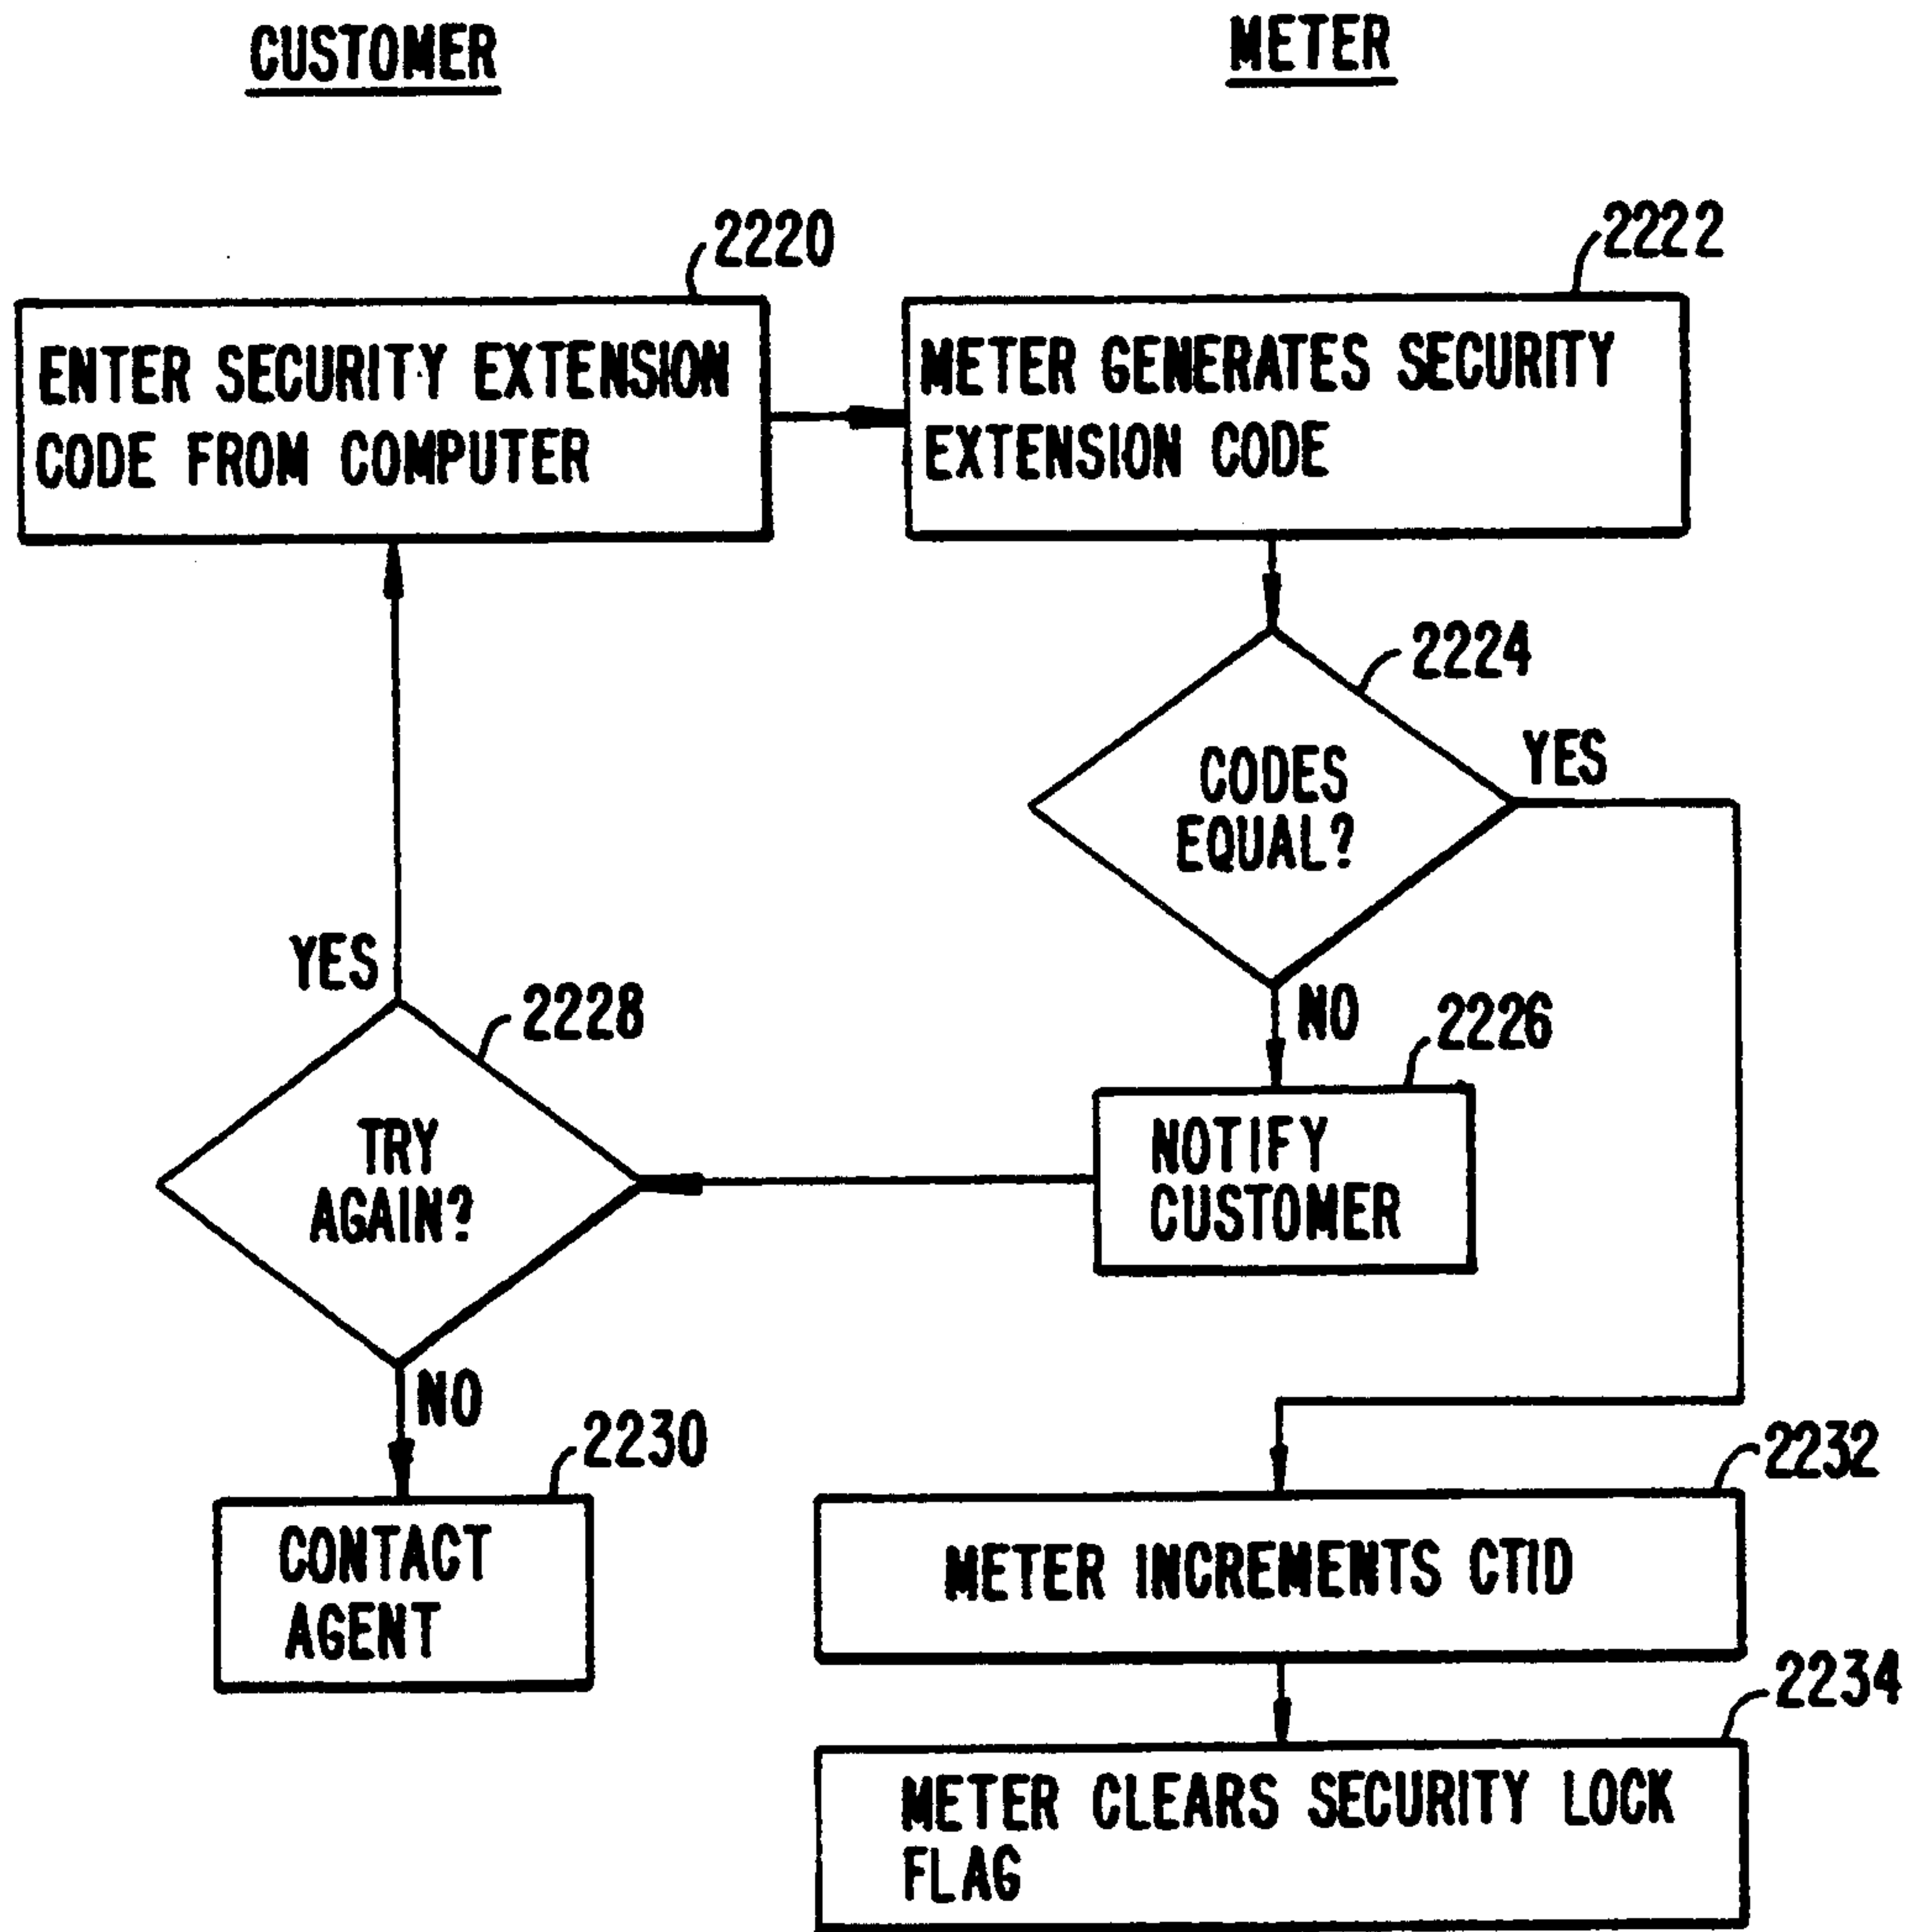 CUSTOMER
METER
2220
2222
ENTER SECURITY EXTENSION
CODE FROM COMPUTER
METER GENERATES SECURITY
EXTENSION CODE
2224
CODES
EQUAL?
YES
NO
2226
NOTIFY
CUSTOMER
YES
2228
TRY
AGAIN?
NO
2230
CONTACT
AGENT
2232
METER INCREMENTS CTID
2234
METER CLEARS SECURITY LOCK
FLAG